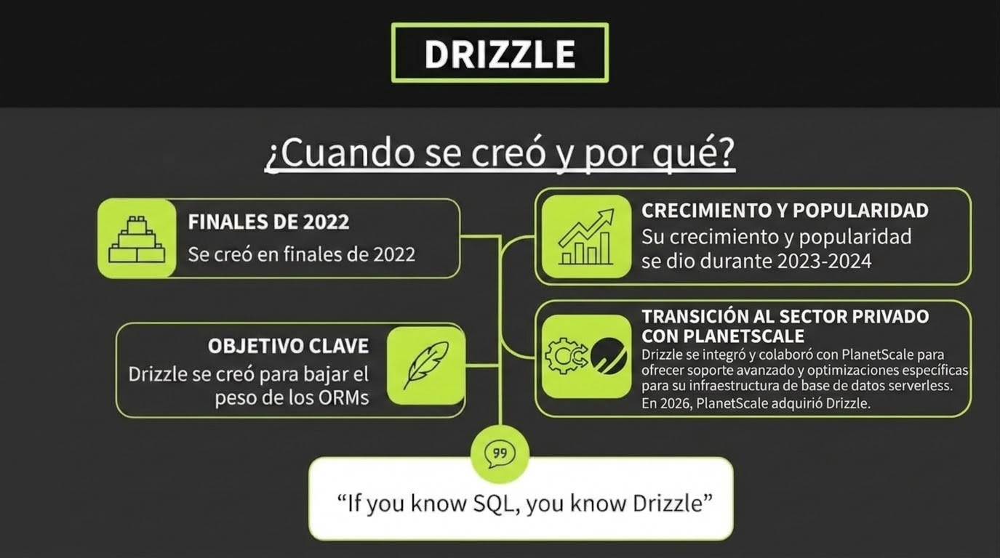 DRIZZLE
¿Cuando se creó y por qué?
FINALES DE 2022
Se creó en finales de 2022
CRECIMIENTO Y POPULARIDAD
Su crecimiento y popularidad
se dio durante 2023-2024
OBJETIVO CLAVE
Drizzle se creó para bajar el
peso de los ORMs
TRANSICIÓN AL SECTOR PRIVADO
CON PLANETSCALE
Drizzle se integró y colaboró con PlanetScale para
ofrecer soporte avanzado y optimizaciones específicas
para su infraestructura de base de datos serverless.
En 2026, PlanetScale adquirió Drizzle.
“If you know SQL, you know Drizzle”